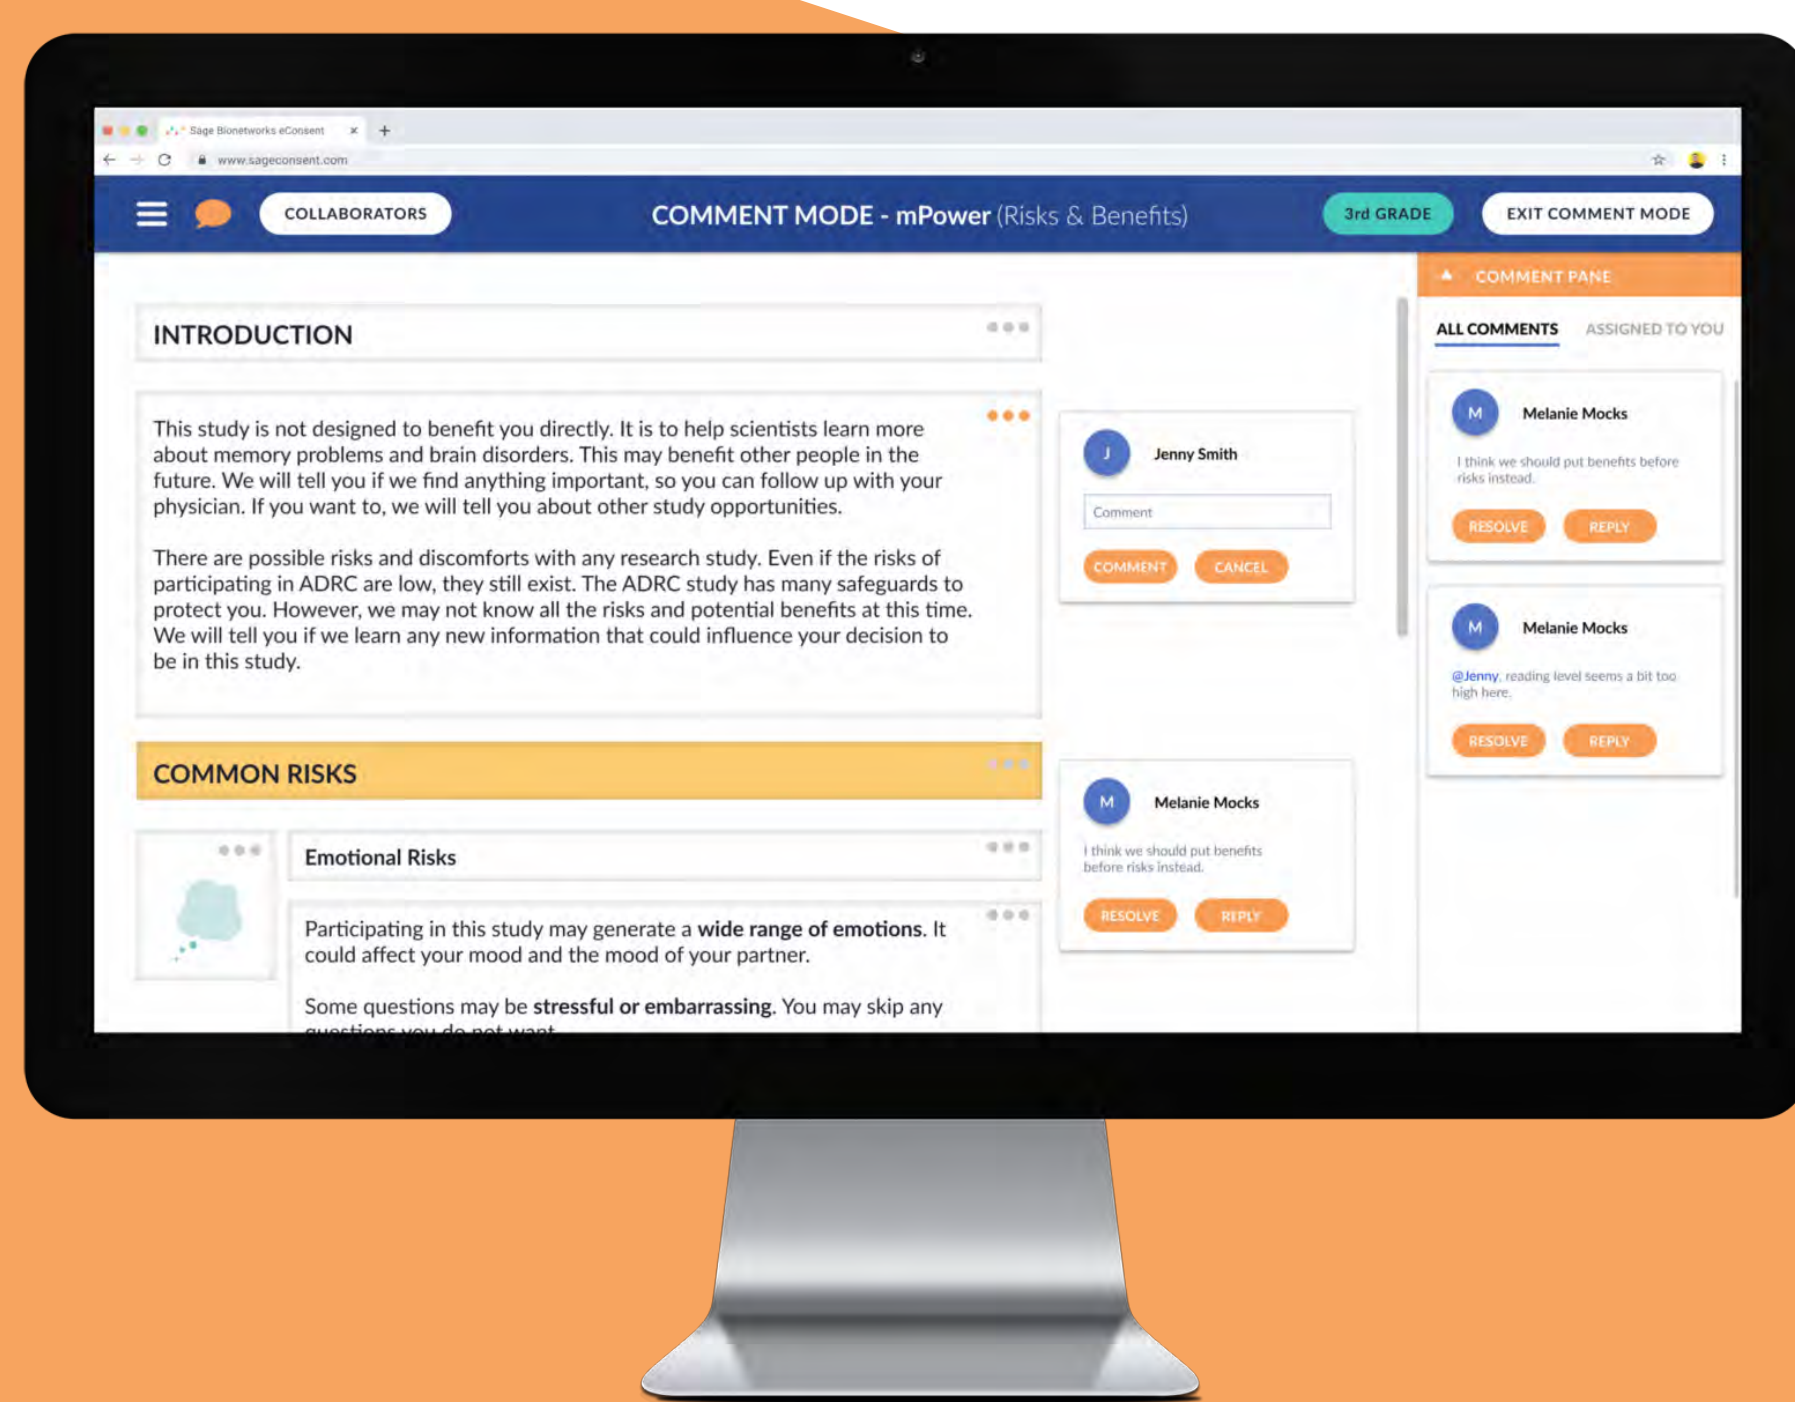 Sage Bionetworks eConsent
www.sageconsent.com
COLLABORATORS
COMMENT MODE - mPower (Risks & Benefits)
3rd GRADE
EXIT COMMENT MODE
INTRODUCTION
This study is not designed to benefit you directly. It is to help scientists learn more
about memory problems and brain disorders. This may benefit other people in the
future. We will tell you if we find anything important, so you can follow up with your
physician. If you want to, we will tell you about other study opportunities.
There are possible risks and discomforts with any research study. Even if the risks of
participating in ADRC are low, they still exist. The ADRC study has many safeguards to
protect you. However, we may not know all the risks and potential benefits at this time.
We will tell you if we learn any new information that could influence your decision to
be in this study.
COMMON RISKS
Emotional Risks
Participating in this study may generate a wide range of emotions. It
could affect your mood and the mood of your partner.
Some questions may be stressful or embarrassing. You may skip any
questions you do not want
J
Jenny Smith
Comment
COMMENT
CANCEL
M
Melanie Mocks
I think we should put benefits
before risks instead.
RESOLVE
REPLY
COMMENT PANE
ALL COMMENTS
ASSIGNED TO YOU
M
Melanie Mocks
I think we should put benefits before
risks instead.
RESOLVE
REPLY
M
Melanie Mocks
@Jenny, reading level seems a bit too
high here.
RESOLVE
REPLY